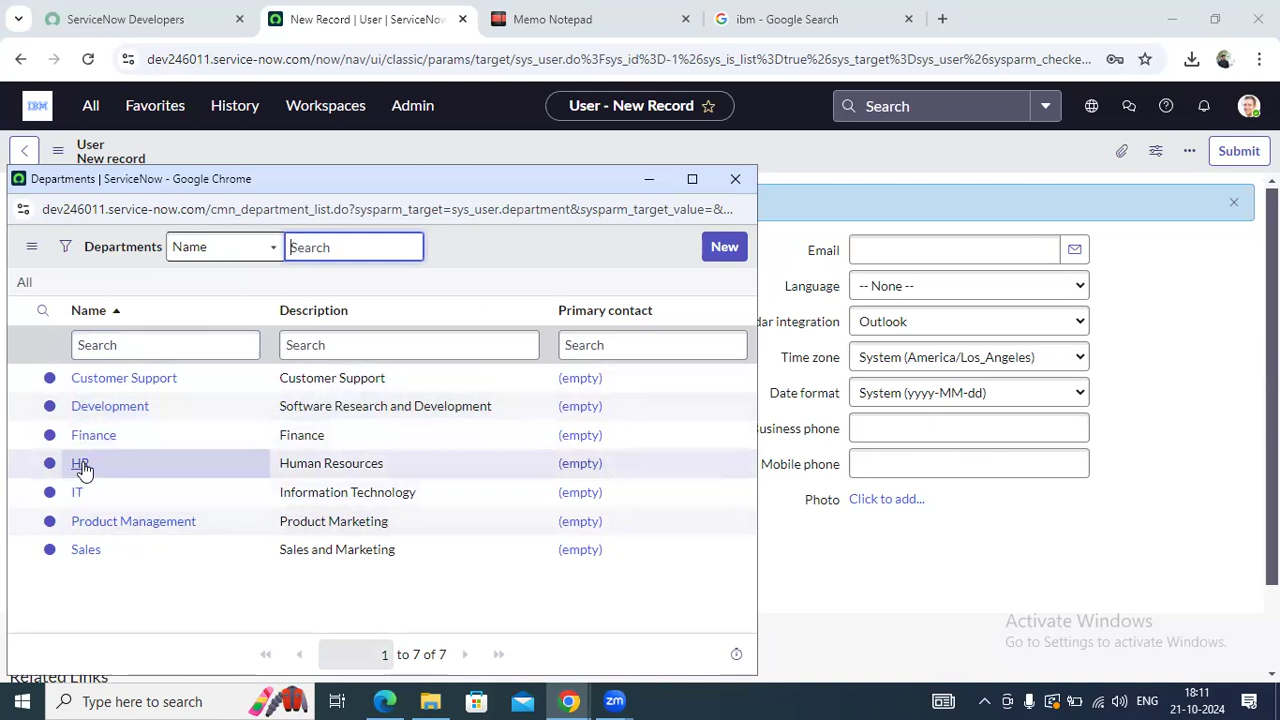 ServiceNow Developers
New Record | User | ServiceNow
Memo Notepad
ibm - Google Search
dev246011.service-now.com/now/nav/ui/classic/params/target/sys_user.do%3Fsys_id%3D-1%26sys_is_list%3Dtrue%26sys_target%3Dsys_user%26sysparm_checke...
IBM
All
Favorites
History
Workspaces
Admin
User - New Record
Search
User
New record
Submit
Departments | ServiceNow - Google Chrome
dev246011.service-now.com/cmn_department_list.do?sysparm_target=sys_user.department&sysparm_target_value=&...
Departments
Name
Search
New
All
Name
Description
Primary contact
Search
Search
Search
Customer Support
Customer Support
(empty)
Development
Software Research and Development
(empty)
Finance
Finance
(empty)
HR
Human Resources
(empty)
IT
Information Technology
(empty)
Product Management
Product Marketing
(empty)
Sales
Sales and Marketing
(empty)
1 to 7 of 7
Email
Language
-- None --
dar integration
Outlook
Time zone
System (America/Los_Angeles)
Date format
System (yyyy-MM-dd)
usiness phone
Mobile phone
Photo
Click to add...
Activate Windows
Go to Settings to activate Windows.
Related Links
Type here to search
zm
ENG
18:11
21-10-2024